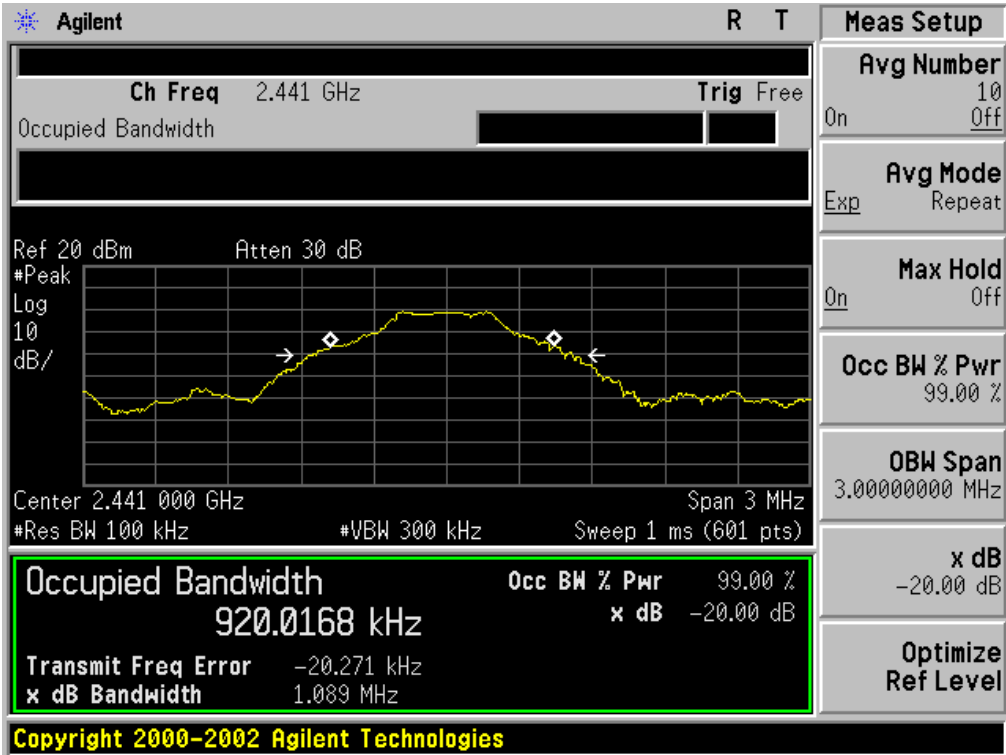 Agilent R T
Meas Setup
Ch Freq 2.441 GHz Trig Free
Occupied Bandwidth
Ref 20 dBm Atten 30 dB
#Peak
Log
10
dB/
Center 2.441 000 GHz Span 3 MHz
#Res BW 100 kHz #VBW 300 kHz Sweep 1 ms (601 pts)
Occupied Bandwidth
920.0168 kHz
Occ BW % Pwr 99.00 %
x dB -20.00 dB
Transmit Freq Error -20.271 kHz
x dB Bandwidth 1.089 MHz
Avg Number
10
On Off
Avg Mode
Exp Repeat
Max Hold
On Off
Occ BW % Pwr
99.00 %
OBW Span
3.00000000 MHz
x dB
-20.00 dB
Optimize
Ref Level
Copyright 2000-2002 Agilent Technologies